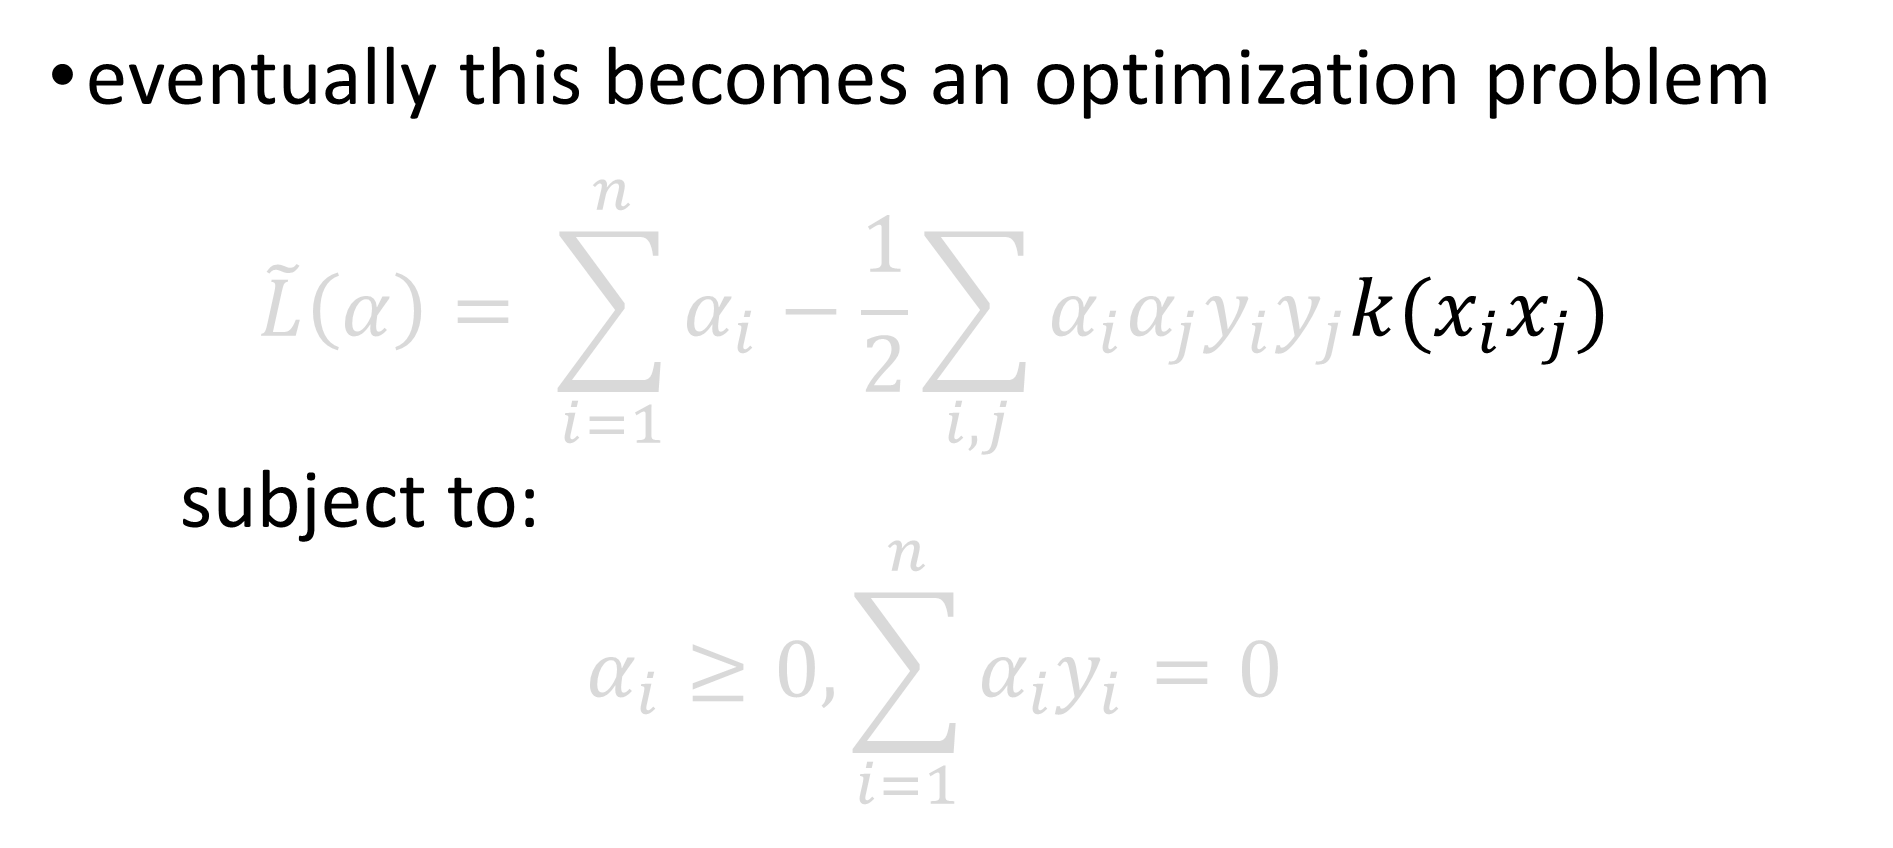 •eventually this becomes an optimization problem
L̃(α) = ∑_{i=1}^{n} α_i − 1/2 ∑_{i,j} α_i α_j y_i y_j k(x_i x_j)
subject to:
α_i ≥ 0, ∑_{i=1}^{n} α_i y_i = 0